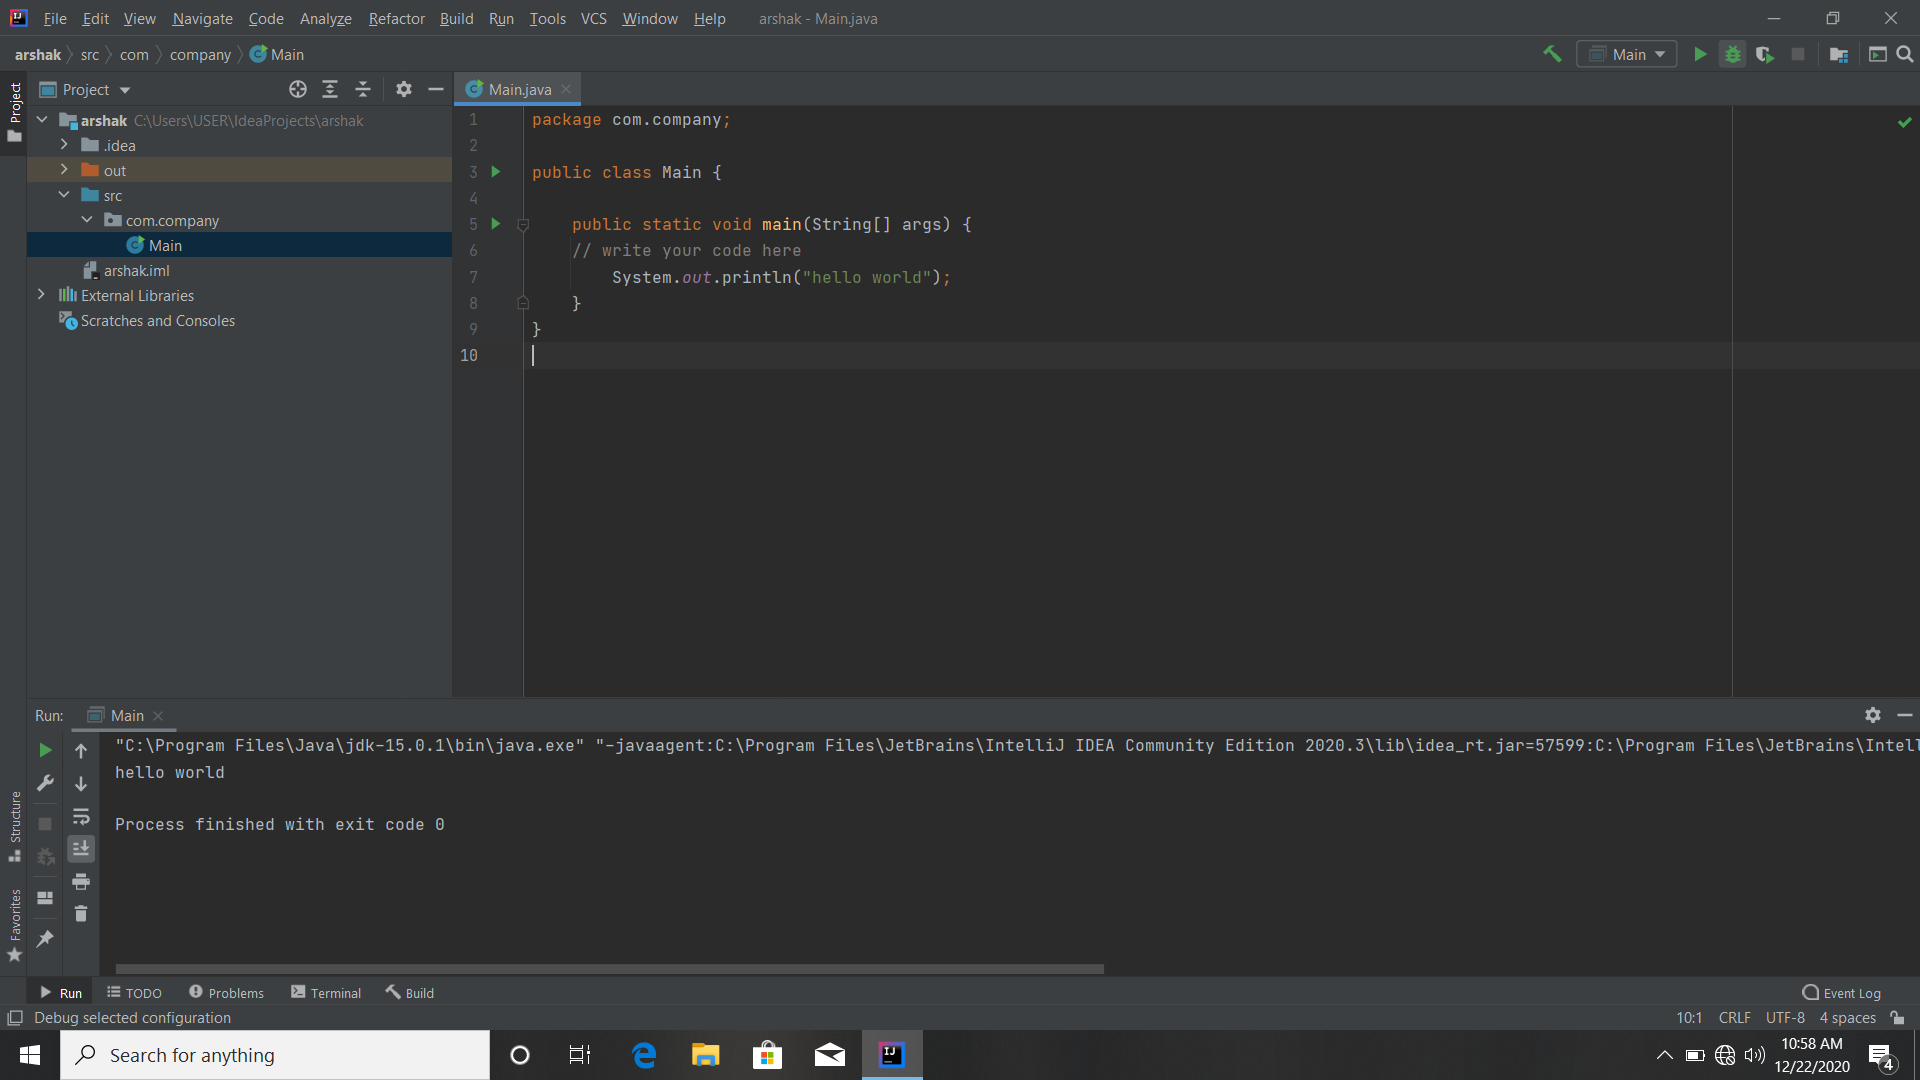 File Edit View Navigate Code Analyze Refactor Build Run Tools VCS Window Help arshak - Main.java
arshak src com company Main
Main
Project
Project
Main.java
arshak C:\Users\USER\IdeaProjects\arshak
.idea
out
src
com.company
Main
arshak.iml
External Libraries
Scratches and Consoles
1 package com.company;
2
3 public class Main {
4
5 public static void main(String[] args) {
6 // write your code here
7 System.out.println("hello world");
8 }
9 }
10
Run: Main
"C:\Program Files\Java\jdk-15.0.1\bin\java.exe" "-javaagent:C:\Program Files\JetBrains\IntelliJ IDEA Community Edition 2020.3\lib\idea_rt.jar=57599:C:\Program Files\JetBrains\Intell
hello world
Process finished with exit code 0
Structure
Favorites
Run TODO Problems Terminal Build Event Log
Debug selected configuration 10:1 CRLF UTF-8 4 spaces
Search for anything
IJ
10:58 AM
12/22/2020
4